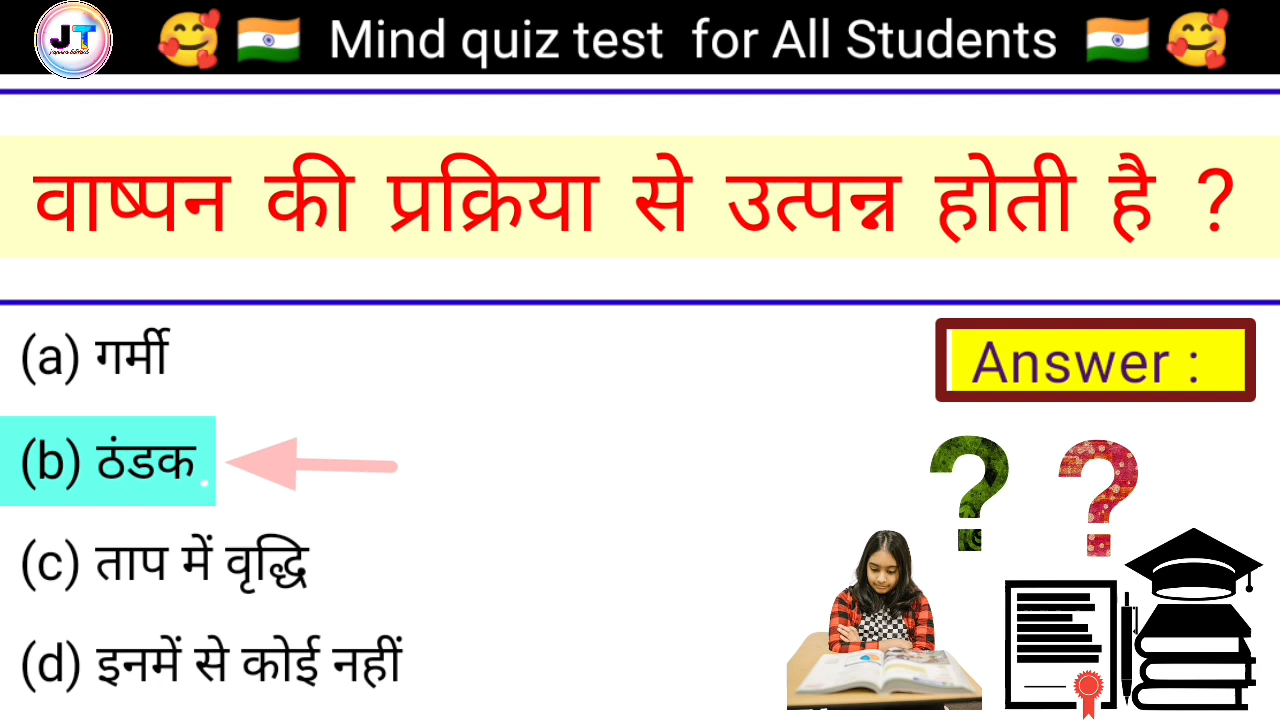 JT
Mind quiz test for All Students
वाष्पन की प्रक्रिया से उत्पन्न होती है ?
(a) गर्मी
Answer :
(b) ठंडक
(c) ताप में वृद्धि
(d) इनमें से कोई नहीं